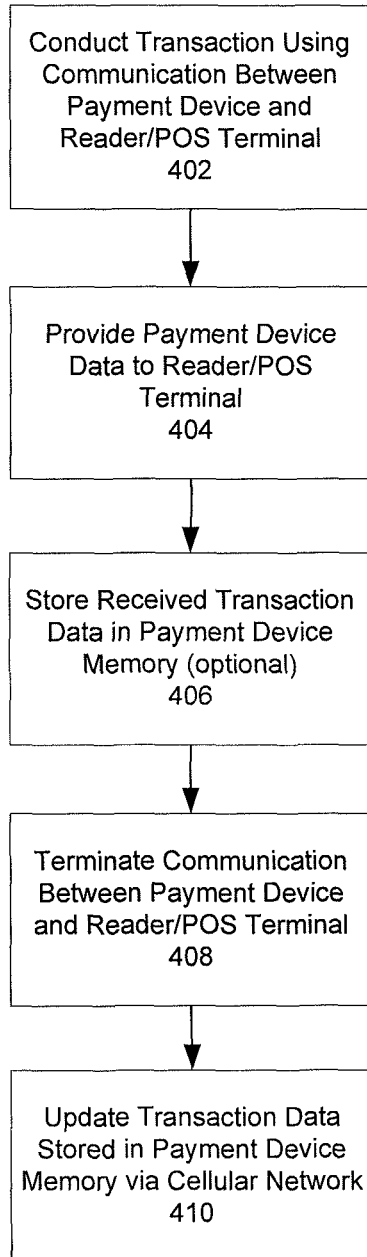 Conduct Transaction Using
Communication Between
Payment Device and
Reader/POS Terminal
402
Provide Payment Device
Data to Reader/POS
Terminal
404
Store Received Transaction
Data in Payment Device
Memory (optional)
406
Terminate Communication
Between Payment Device
and Reader/POS Terminal
408
Update Transaction Data
Stored in Payment Device
Memory via Cellular Network
410